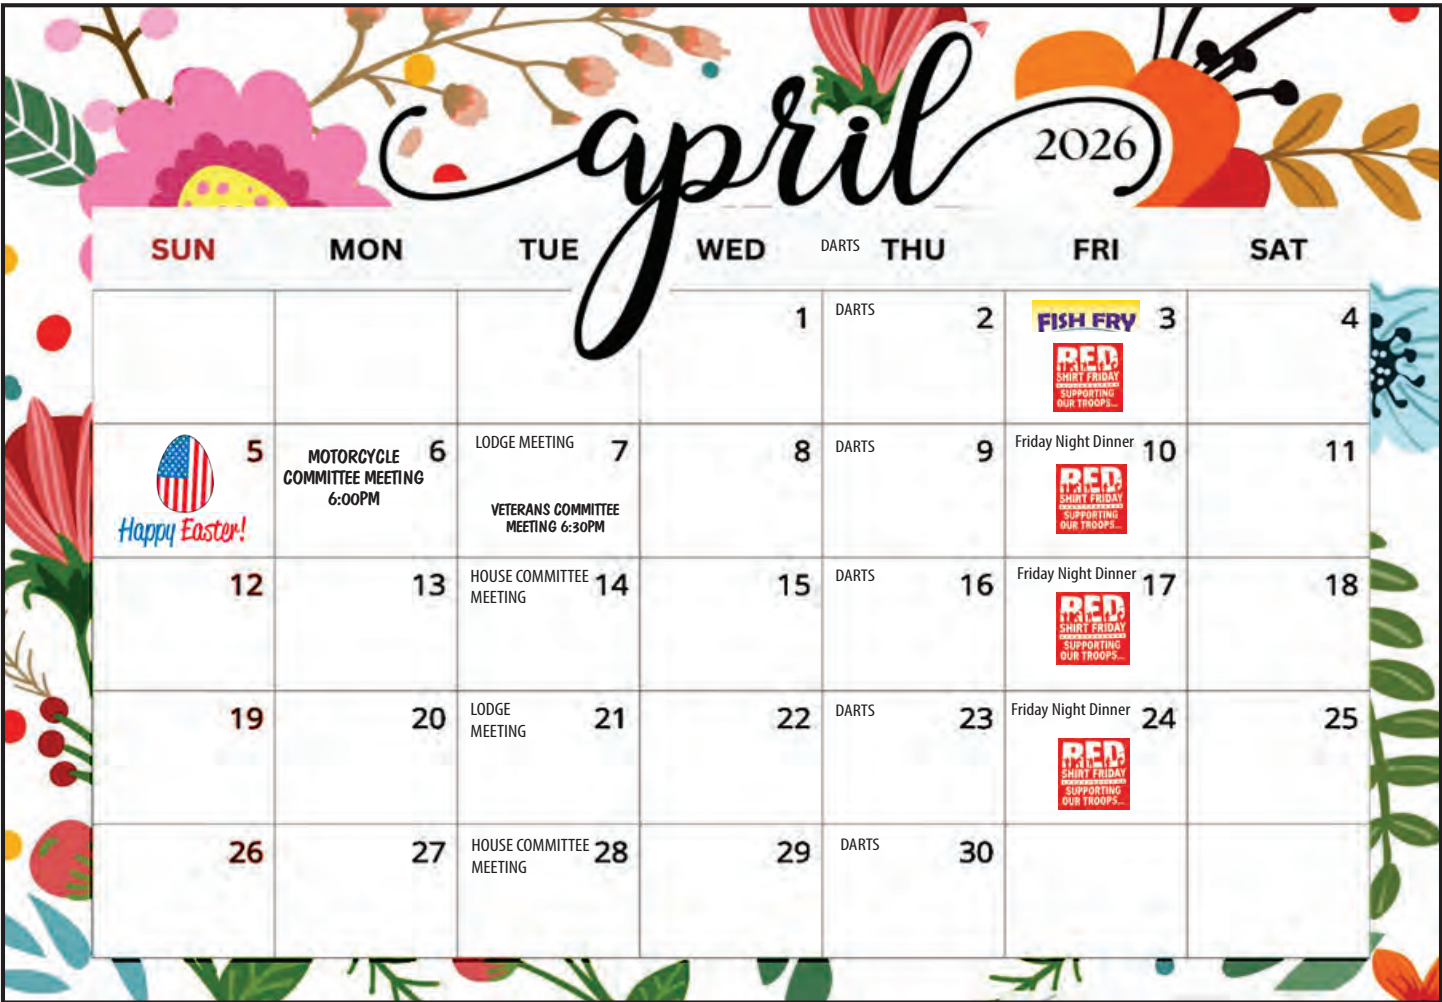 april
2026
SUN MON TUE WED DARTS THU FRI SAT
1
DARTS 2
FISH FRY 3
RED
SHIRT FRIDAY
SUPPORTING
OUR TROOPS...
4
5
Happy Easter!
6
MOTORCYCLE
COMMITTEE MEETING
6:00PM
LODGE MEETING 7
VETERANS COMMITTEE
MEETING 6:30PM
8
DARTS 9
Friday Night Dinner 10
RED
SHIRT FRIDAY
SUPPORTING
OUR TROOPS...
11
12
13
HOUSE COMMITTEE 14
MEETING
15
DARTS 16
Friday Night Dinner 17
RED
SHIRT FRIDAY
SUPPORTING
OUR TROOPS...
18
19
20
LODGE 21
MEETING
22
DARTS 23
Friday Night Dinner 24
RED
SHIRT FRIDAY
SUPPORTING
OUR TROOPS...
25
26
27
HOUSE COMMITTEE 28
MEETING
29
DARTS 30